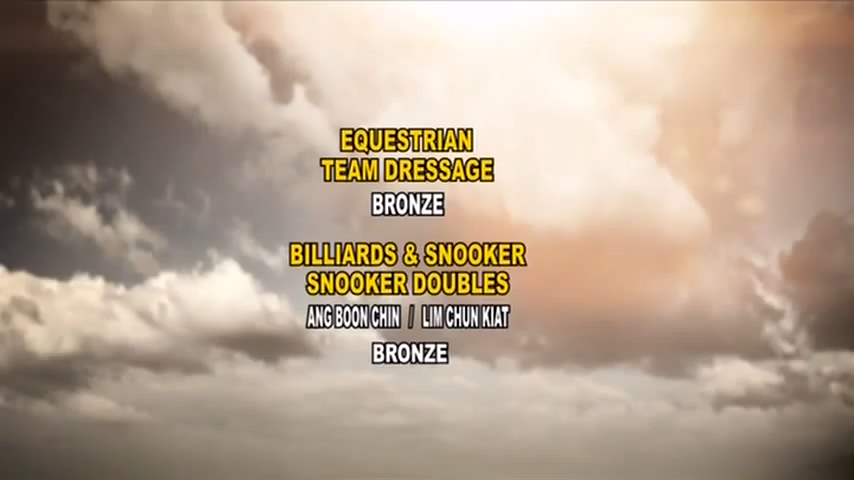 EQUESTRIAN
TEAM DRESSAGE
BRONZE
BILLIARDS & SNOOKER
SNOOKER DOUBLES
ANG BOON CHIN / LIM CHUN KIAT
BRONZE